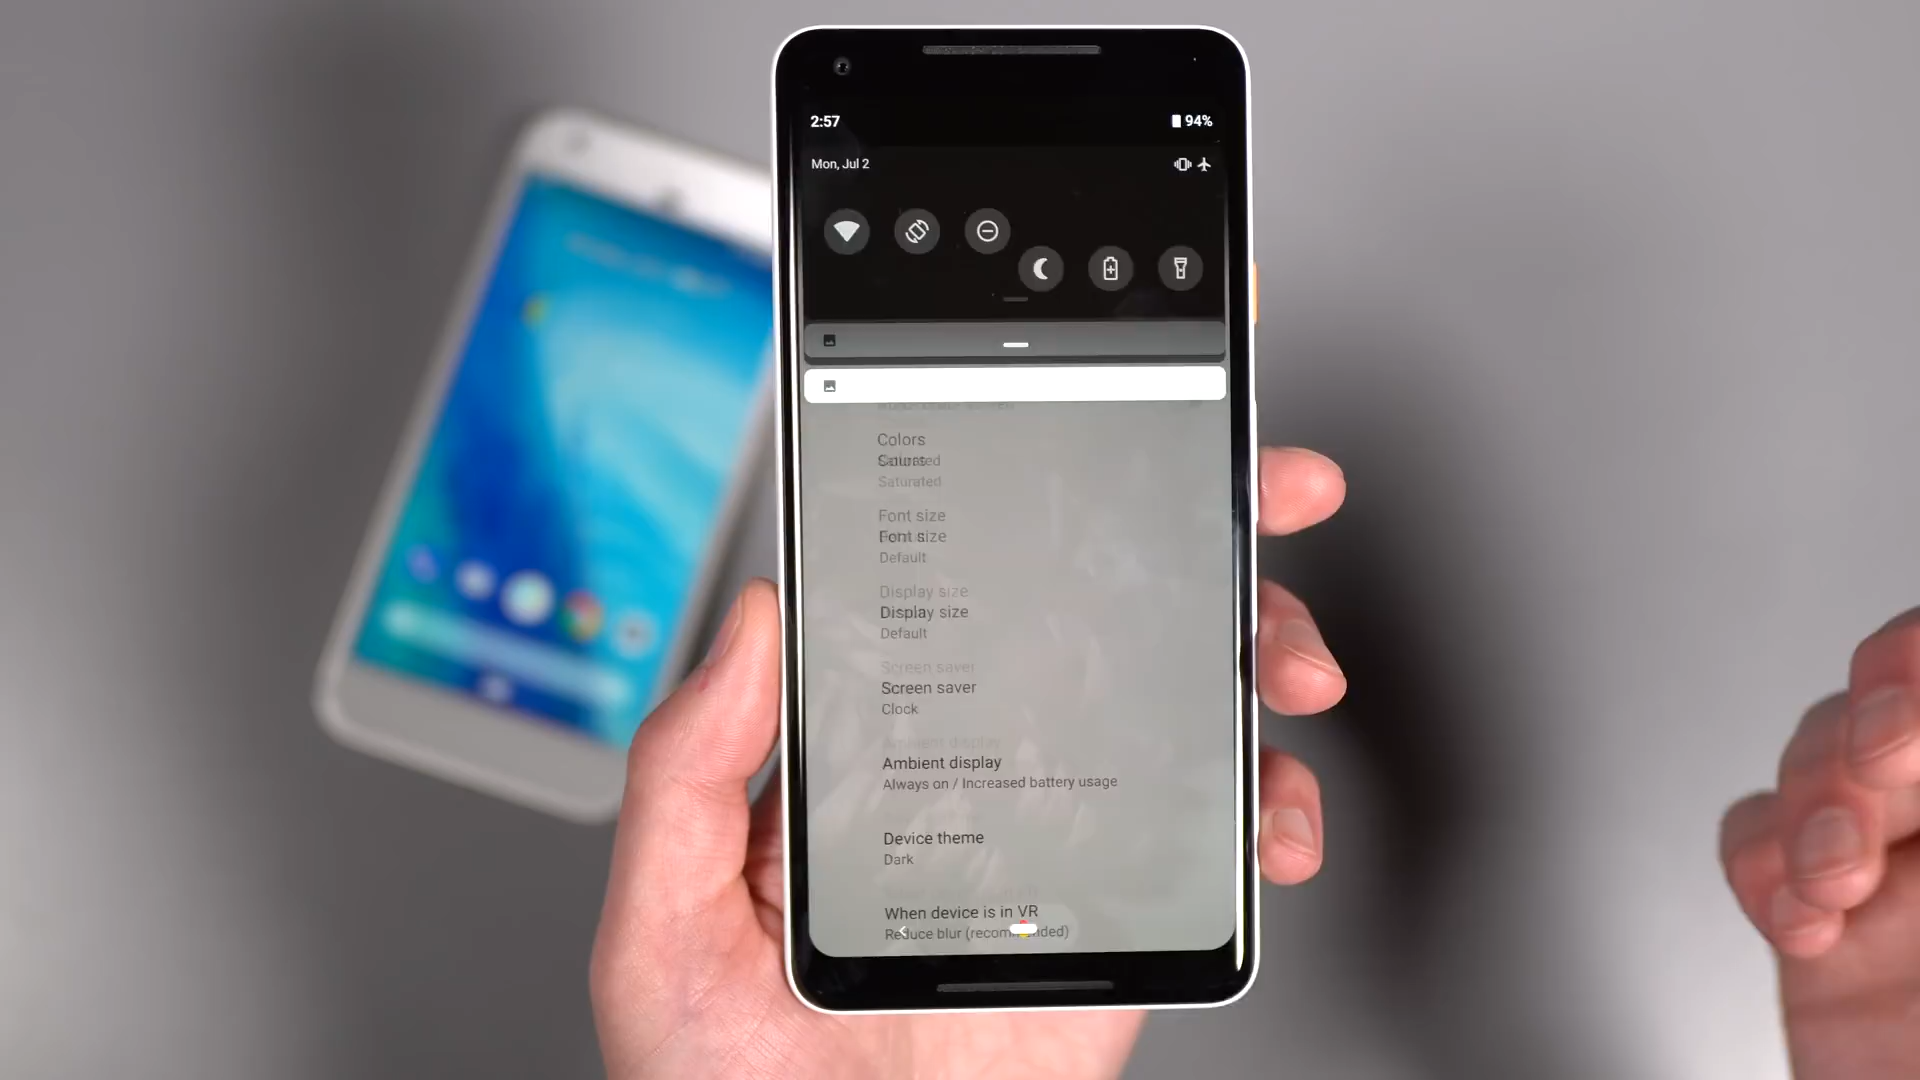 2:57
94%
Mon, Jul 2
Colors
Saturated
Font size
Font size
Default
Display size
Display size
Default
Screen saver
Screen saver
Clock
Ambient display
Ambient display
Always on / Increased battery usage
Device theme
Dark
When device is in VR
Reduce blur (recommended)